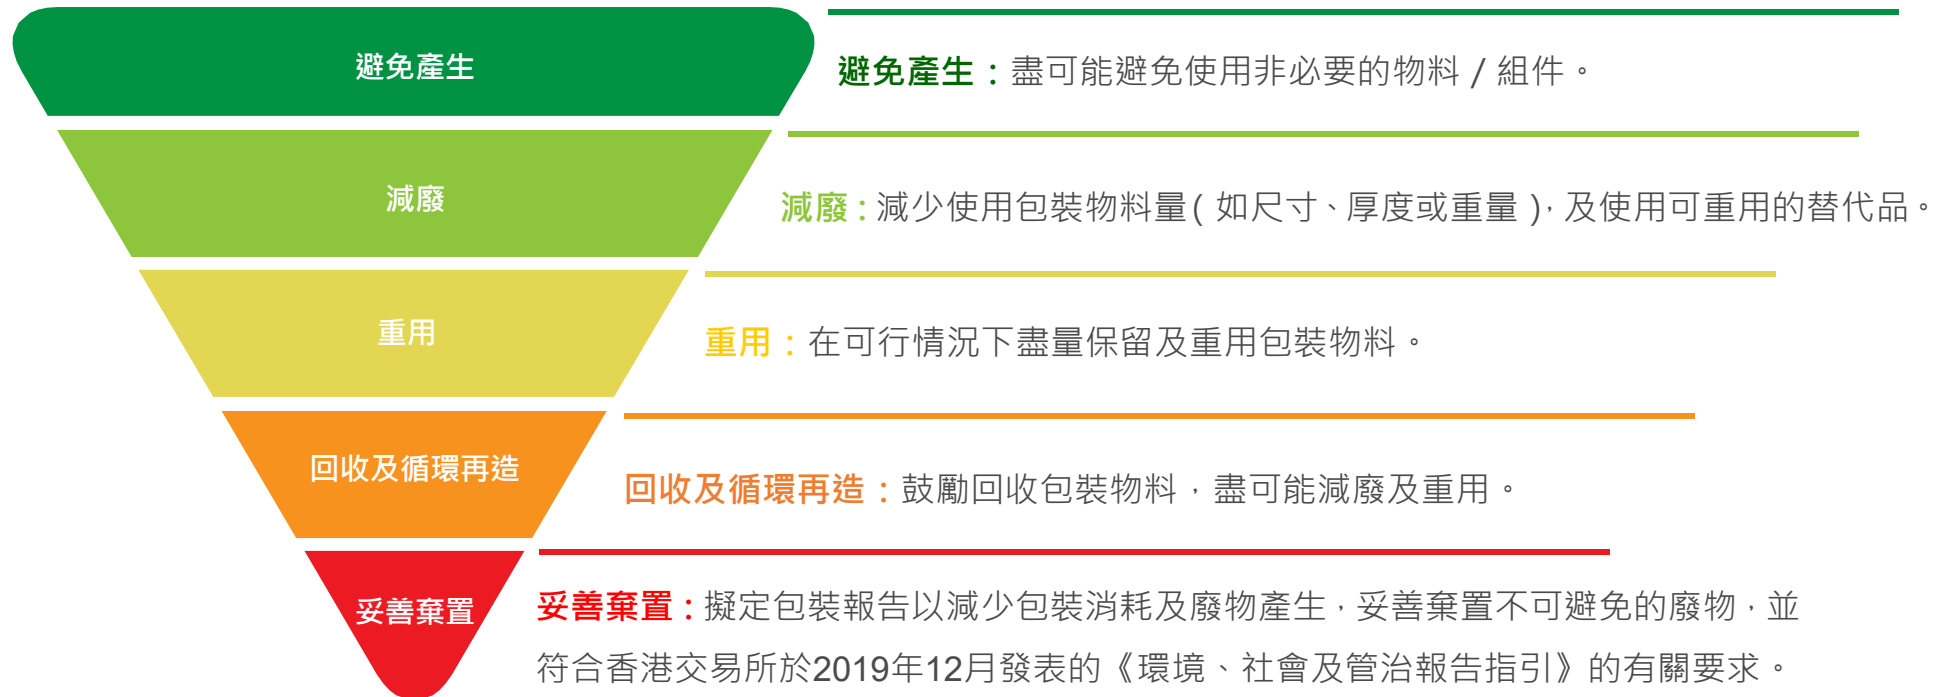 避免產生
避免產生：盡可能避免使用非必要的物料 / 組件。
減廢
減廢：減少使用包裝物料量( 如尺寸、厚度或重量 )，及使用可重用的替代品。
重用
重用：在可行情況下盡量保留及重用包裝物料。
回收及循環再造
回收及循環再造：鼓勵回收包裝物料，盡可能減廢及重用。
妥善棄置
妥善棄置：擬定包裝報告以減少包裝消耗及廢物產生，妥善棄置不可避免的廢物，並
符合香港交易所於2019年12月發表的《環境、社會及管治報告指引》的有關要求。